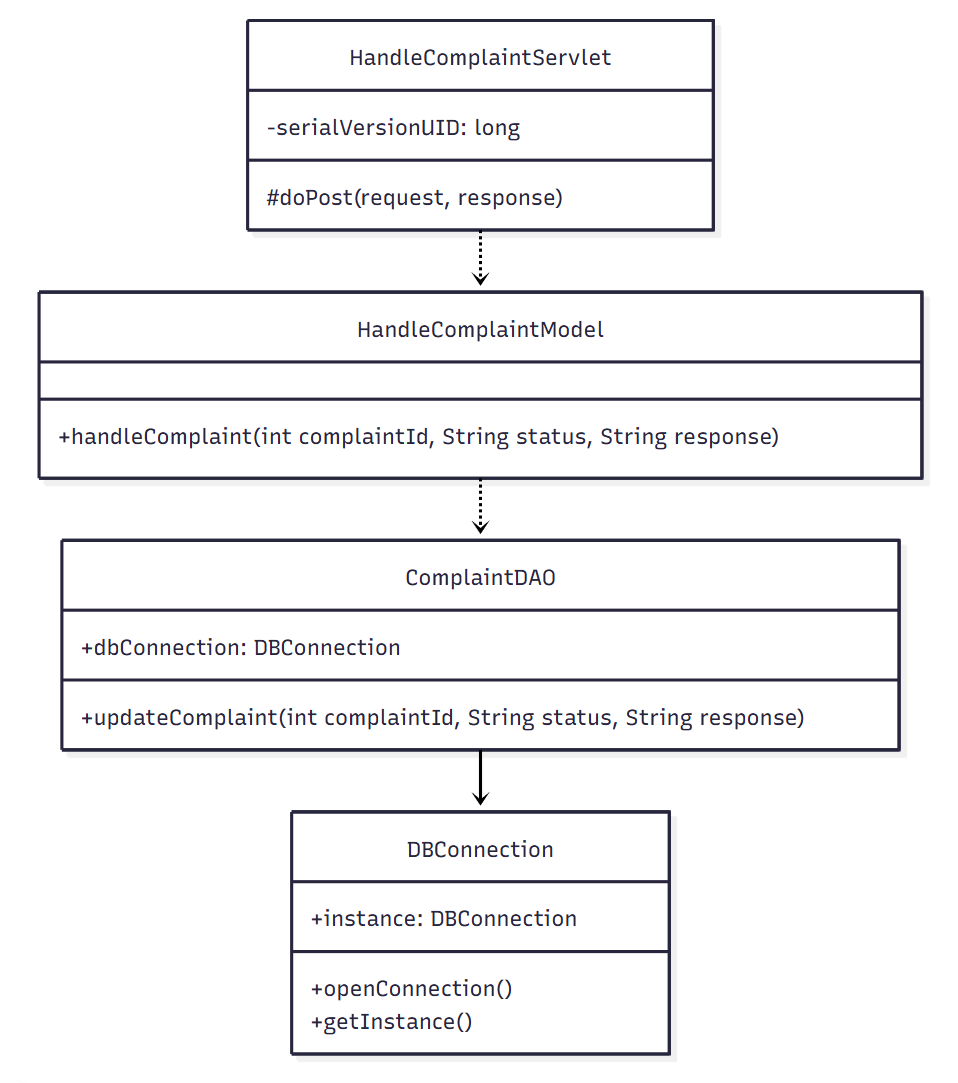 HandleComplaintServlet
-serialVersionUID: long
#doPost(request, response)
HandleComplaintModel
+handleComplaint(int complaintId, String status, String response)
ComplaintDAO
+dbConnection: DBConnection
+updateComplaint(int complaintId, String status, String response)
DBConnection
+instance: DBConnection
+openConnection()
+getInstance()